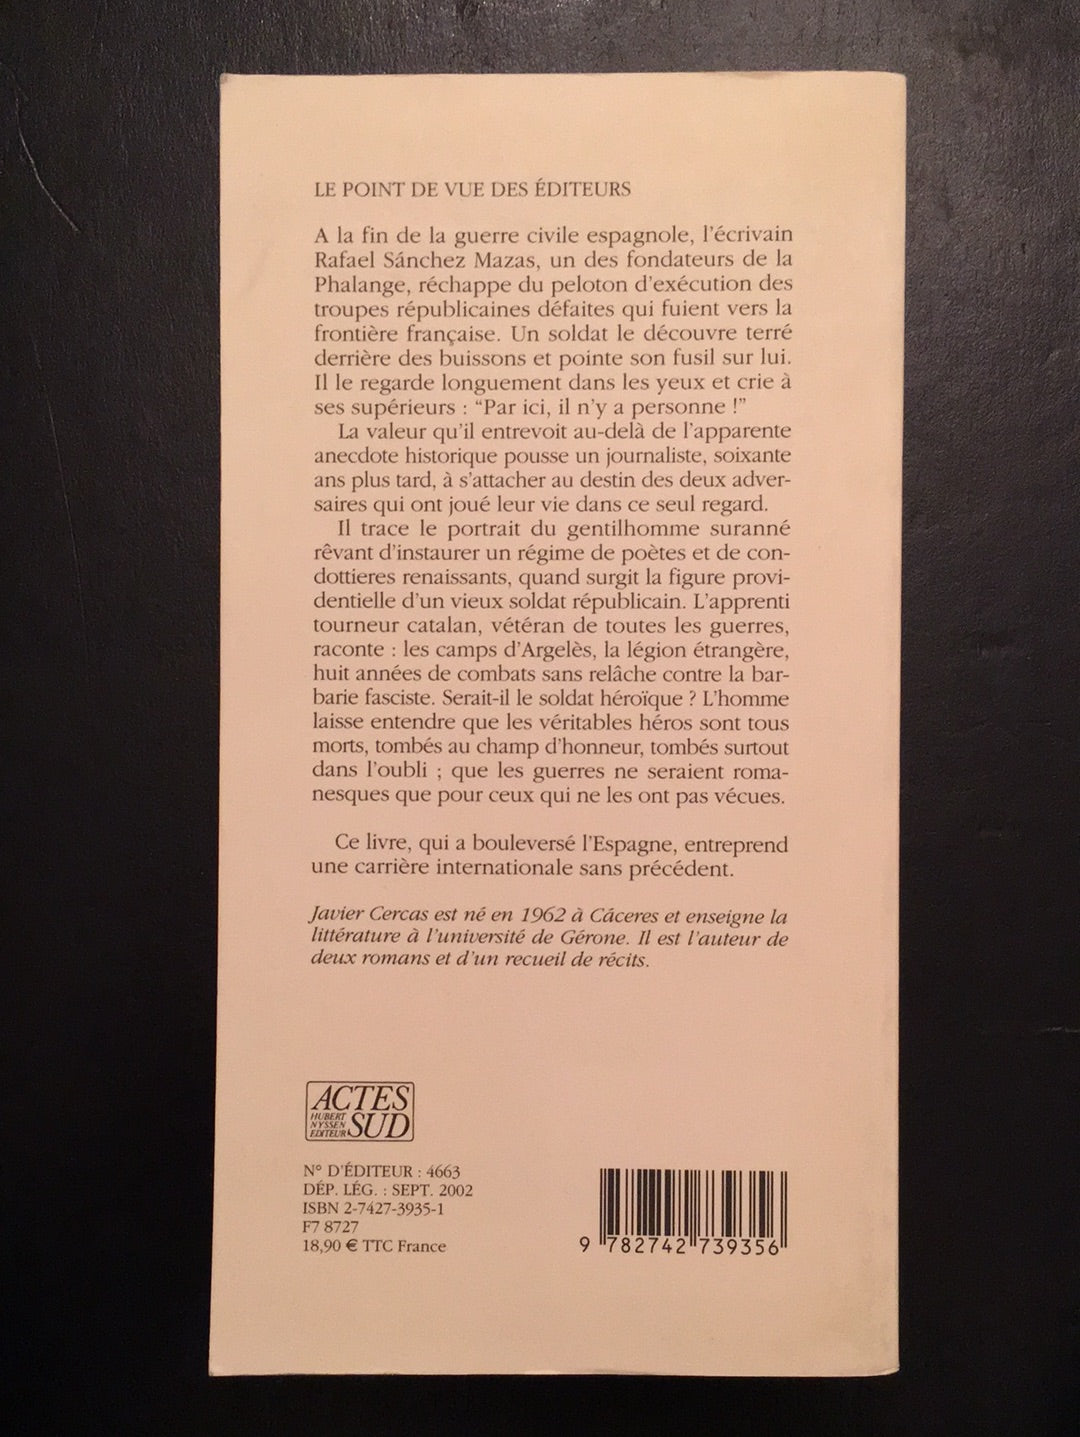 LE POINT DE VUE DES ÉDITEURS
A la fin de la guerre civile espagnole, l'écrivain
Rafael Sánchez Mazas, un des fondateurs de la
Phalange, réchappe du peloton d'exécution des
troupes républicaines défaites qui fuient vers la
frontière française. Un soldat le découvre terré
derrière des buissons et pointe son fusil sur lui.
Il le regarde longuement dans les yeux et crie à
ses supérieurs : “Par ici, il n'y a personne !”
La valeur qu'il entrevoit au-delà de l'apparente
anecdote historique pousse un journaliste, soixante
ans plus tard, à s'attacher au destin des deux adver-
saires qui ont joué leur vie dans ce seul regard.
Il trace le portrait du gentilhomme suranné
rêvant d'instaurer un régime de poètes et de con-
dottieres renaissants, quand surgit la figure provi-
dentielle d'un vieux soldat républicain. L'apprenti
tourneur catalan, vétéran de toutes les guerres,
raconte : les camps d'Argelès, la légion étrangère,
huit années de combats sans relâche contre la bar-
barie fasciste. Serait-il le soldat héroïque ? L'homme
laisse entendre que les véritables héros sont tous
morts, tombés au champ d'honneur, tombés surtout
dans l'oubli ; que les guerres ne seraient roma-
nesques que pour ceux qui ne les ont pas vécues.
Ce livre, qui a bouleversé l'Espagne, entreprend
une carrière internationale sans précédent.
Javier Cercas est né en 1962 à Cáceres et enseigne la
littérature à l'université de Gérone. Il est l'auteur de
deux romans et d'un recueil de récits.
ACTES
HUBERT
NYSSEN
EDITEUR
SUD
N° D'ÉDITEUR : 4663
DÉP. LÉG. : SEPT. 2002
ISBN 2-7427-3935-1
F7 8727
18,90 € TTC France
9 782742 739356